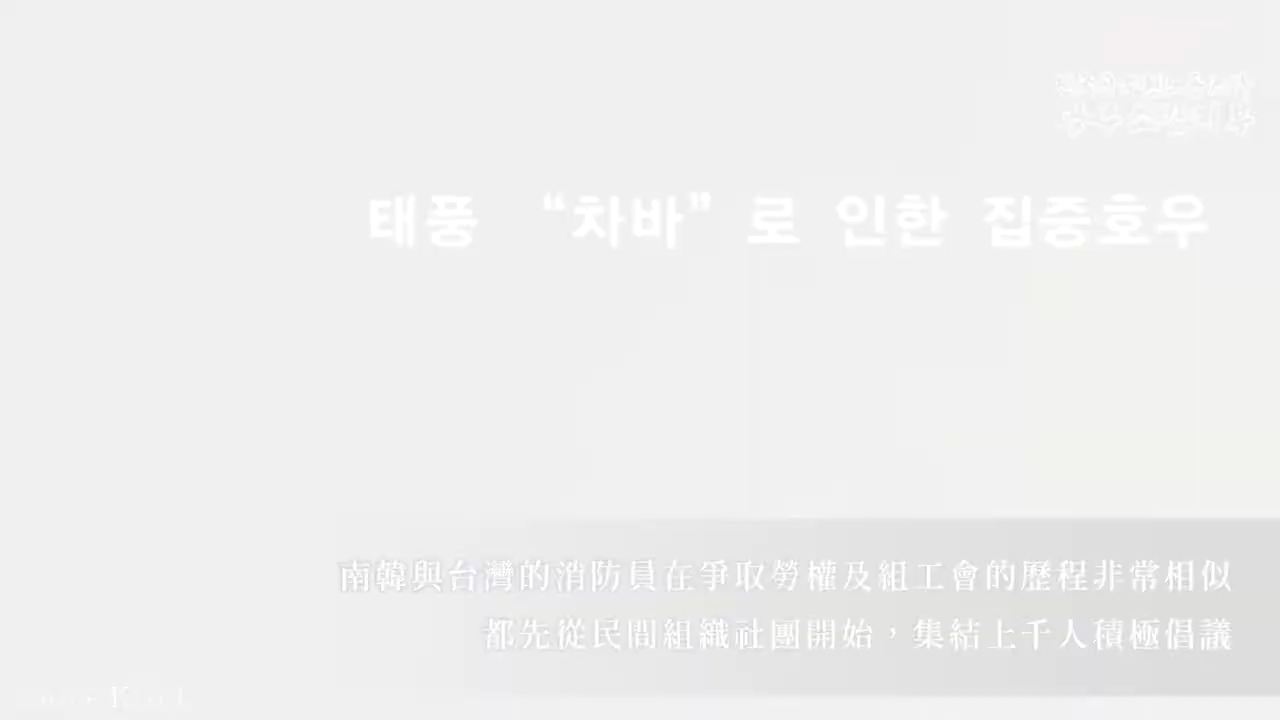 태풍 “차바”로 인한 집중호우
南韓與台灣的消防員在爭取勞權及組工會的歷程非常相似
都先從民間組織社團開始，集結上千人積極倡議